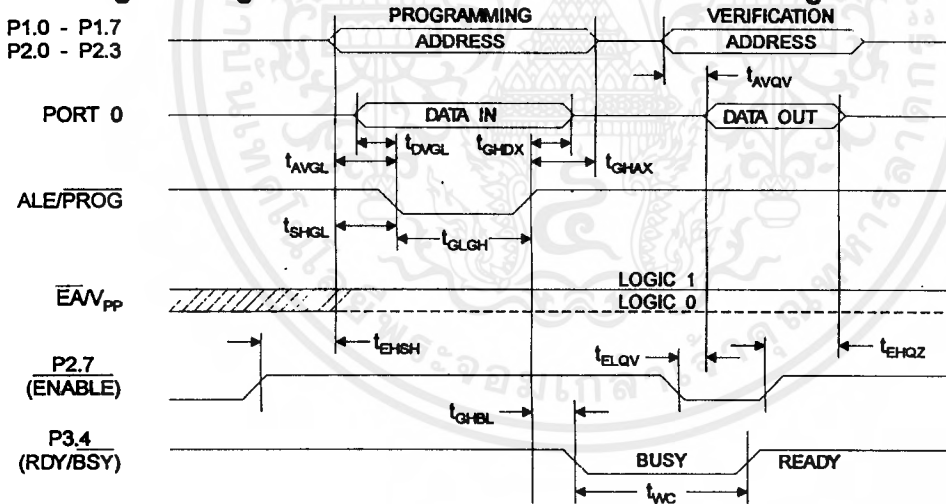 PROGRAMMING VERIFICATION
P1.0 - P1.7
P2.0 - P2.3
ADDRESS ADDRESS
tAVQV
PORT 0 DATA IN DATA OUT
tDVGL tGHDX
tAVGL tGHAX
ALE/PROG
tSHGL tGLGH
LOGIC 1
EA/VPP
LOGIC 0
tEHSH tELQV tEHQZ
P2.7
(ENABLE)
tGHBL
P3.4
(RDY/BSY)
BUSY READY
tWC